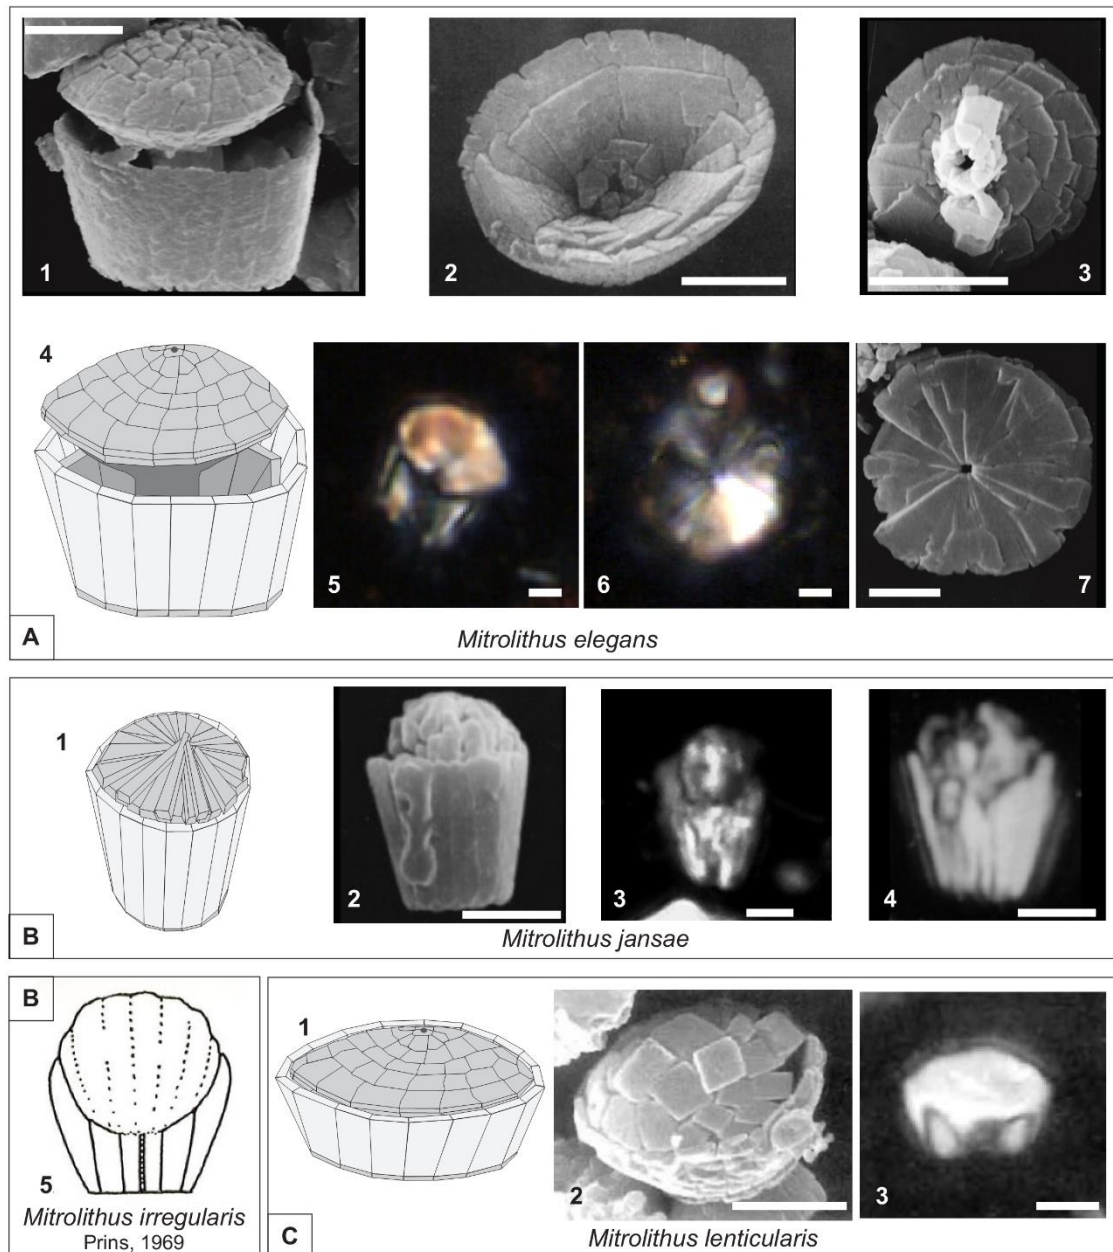 1
2
3
4
5
6
7
A
Mitrolithus elegans
1
2
3
4
B
Mitrolithus jansae
B
5
Mitrolithus irregularis
Prins, 1969
1
2
3
C
Mitrolithus lenticularis